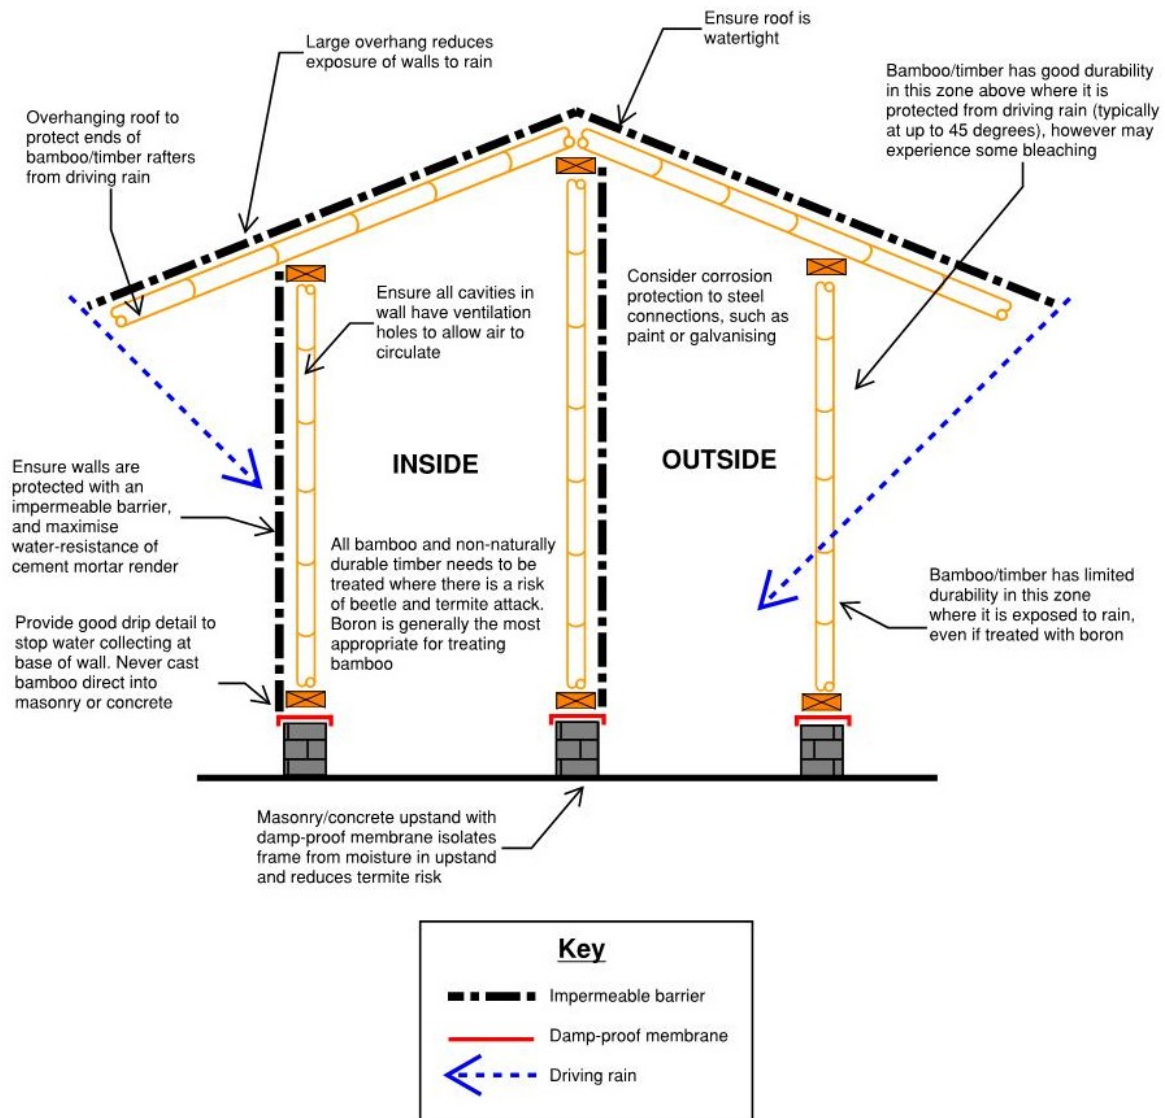 Ensure roof is
watertight
Large overhang reduces
exposure of walls to rain
Bamboo/timber has good durability
in this zone above where it is
protected from driving rain (typically
at up to 45 degrees), however may
experience some bleaching
Overhanging roof to
protect ends of
bamboo/timber rafters
from driving rain
Ensure all cavities in
wall have ventilation
holes to allow air to
circulate
Consider corrosion
protection to steel
connections, such as
paint or galvanising
INSIDE
OUTSIDE
Ensure walls are
protected with an
impermeable barrier,
and maximise
water-resistance of
cement mortar render
All bamboo and non-naturally
durable timber needs to be
treated where there is a risk
of beetle and termite attack.
Boron is generally the most
appropriate for treating
bamboo
Bamboo/timber has limited
durability in this zone
where it is exposed to rain,
even if treated with boron
Provide good drip detail to
stop water collecting at
base of wall. Never cast
bamboo direct into
masonry or concrete
Masonry/concrete upstand with
damp-proof membrane isolates
frame from moisture in upstand
and reduces termite risk
Key
Impermeable barrier
Damp-proof membrane
Driving rain